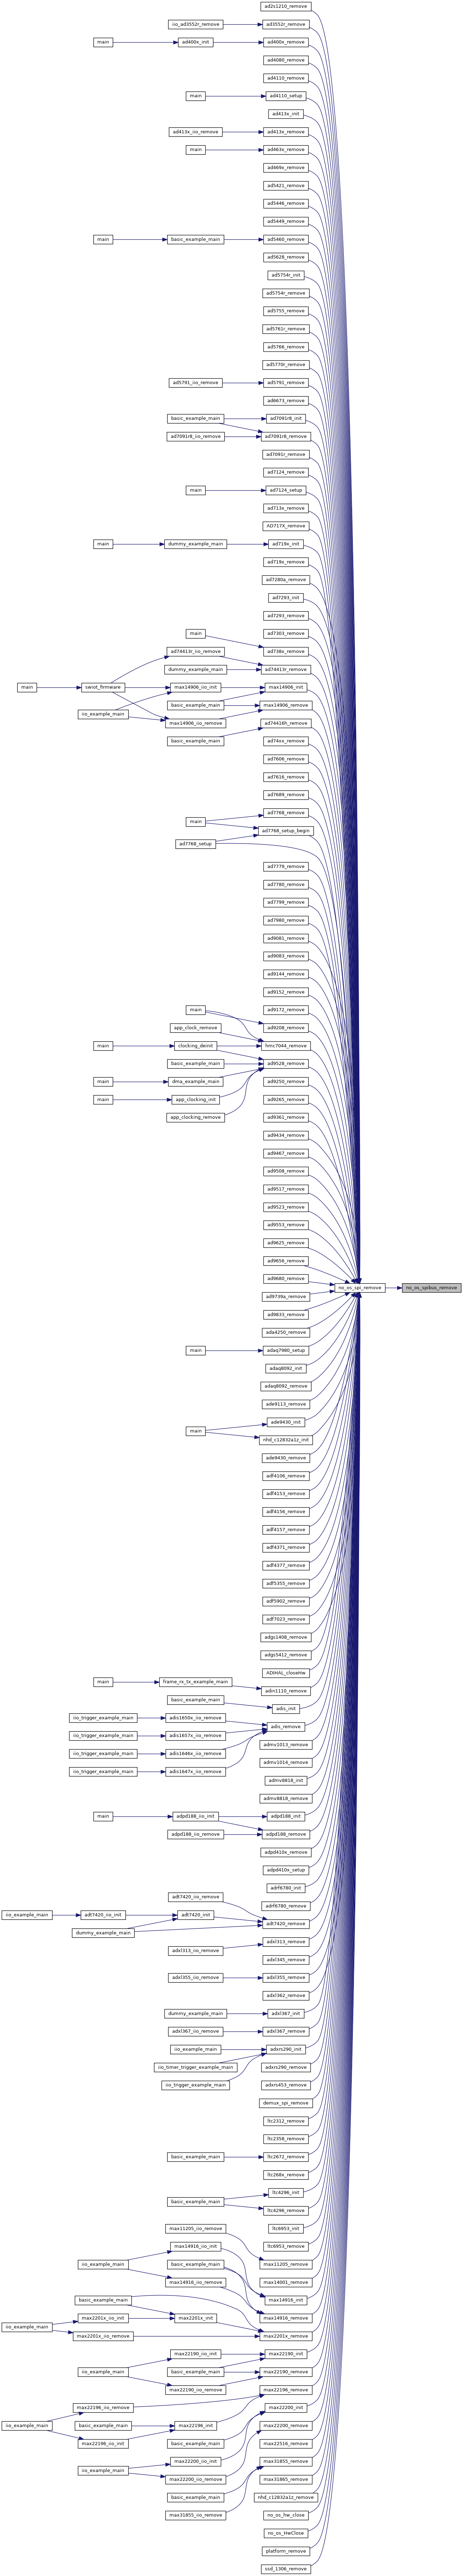 ad2s1210_remove
iio_ad3552r_remove
ad3552r_remove
main
ad400x_init
ad400x_remove
ad4080_remove
ad4110_remove
main
ad4110_setup
ad413x_init
ad413x_iio_remove
ad413x_remove
main
ad463x_remove
ad469x_remove
ad5421_remove
ad5446_remove
ad5449_remove
main
basic_example_main
ad5460_remove
ad5628_remove
ad5754r_init
ad5754r_remove
ad5755_remove
ad5761r_remove
ad5766_remove
ad5770r_remove
ad5791_iio_remove
ad5791_remove
ad6673_remove
basic_example_main
ad7091r8_init
ad7091r8_iio_remove
ad7091r8_remove
ad7091r_remove
ad7124_remove
main
ad7124_setup
ad713x_remove
AD717X_remove
main
dummy_example_main
ad719x_init
ad719x_remove
ad7280a_remove
ad7293_init
ad7293_remove
main
ad7303_remove
ad74413r_iio_remove
ad738x_remove
dummy_example_main
ad74413r_remove
main
swiot_firmware
max14906_iio_init
max14906_init
basic_example_main
max14906_remove
iio_example_main
max14906_iio_remove
ad74416h_remove
basic_example_main
ad74xx_remove
ad7606_remove
ad7616_remove
ad7689_remove
ad7768_remove
main
ad7768_setup_begin
ad7768_setup
ad7779_remove
ad7780_remove
ad7799_remove
ad7980_remove
ad9081_remove
ad9083_remove
ad9144_remove
ad9152_remove
main
ad9172_remove
app_clock_remove
ad9208_remove
main
clocking_deinit
hmc7044_remove
basic_example_main
ad9528_remove
main
dma_example_main
ad9250_remove
main
app_clocking_init
ad9265_remove
app_clocking_remove
ad9361_remove
ad9434_remove
ad9467_remove
ad9508_remove
ad9517_remove
ad9523_remove
ad9553_remove
ad9625_remove
ad9656_remove
ad9680_remove
no_os_spi_remove
no_os_spibus_remove
ad9739a_remove
ad9833_remove
ada4250_remove
main
adaq7980_setup
adaq8092_init
adaq8092_remove
ade9113_remove
main
ade9430_init
nhd_c12832a1z_init
ade9430_remove
adf4106_remove
adf4153_remove
adf4156_remove
adf4157_remove
adf4371_remove
adf4377_remove
adf5355_remove
adf5902_remove
adf7023_remove
adgs1408_remove
adgs5412_remove
ADIHAL_closeHw
main
frame_rx_tx_example_main
adin1110_remove
basic_example_main
adis_init
iio_trigger_example_main
adis1650x_iio_remove
adis_remove
iio_trigger_example_main
adis1657x_iio_remove
admv1013_remove
iio_trigger_example_main
adis1646x_iio_remove
admv1014_remove
iio_trigger_example_main
adis1647x_iio_remove
admv8818_init
admv8818_remove
main
adpd188_iio_init
adpd188_init
adpd188_iio_remove
adpd188_remove
adpd410x_remove
adpd410x_setup
adrf6780_init
adt7420_iio_remove
adrf6780_remove
iio_example_main
adt7420_iio_init
adt7420_init
adt7420_remove
dummy_example_main
adxl313_iio_remove
adxl313_remove
adxl345_remove
adxl355_iio_remove
adxl355_remove
adxl362_remove
dummy_example_main
adxl367_init
adxl367_iio_remove
adxl367_remove
iio_example_main
adxrs290_init
iio_timer_trigger_example_main
adxrs290_remove
iio_trigger_example_main
adxrs453_remove
demux_spi_remove
ltc2312_remove
ltc2358_remove
basic_example_main
ltc2672_remove
ltc268x_remove
ltc4296_init
basic_example_main
ltc4296_remove
ltc6953_init
max11205_iio_remove
ltc6953_remove
max14916_iio_init
max11205_remove
iio_example_main
basic_example_main
max14916_iio_remove
max14001_remove
basic_example_main
max14916_init
max2201x_iio_init
max2201x_init
max14916_remove
iio_example_main
max2201x_iio_remove
max2201x_remove
max22190_iio_init
max22190_init
iio_example_main
basic_example_main
max22190_remove
max22190_iio_remove
max22196_remove
max22196_iio_remove
max22200_init
iio_example_main
basic_example_main
max22196_init
max22200_remove
max22196_iio_init
basic_example_main
max22516_remove
max22200_iio_init
max31855_remove
iio_example_main
max22200_iio_remove
max31865_remove
basic_example_main
nhd_c12832a1z_remove
max31855_iio_remove
no_os_hw_close
no_os_HwClose
platform_remove
ssd_1306_remove